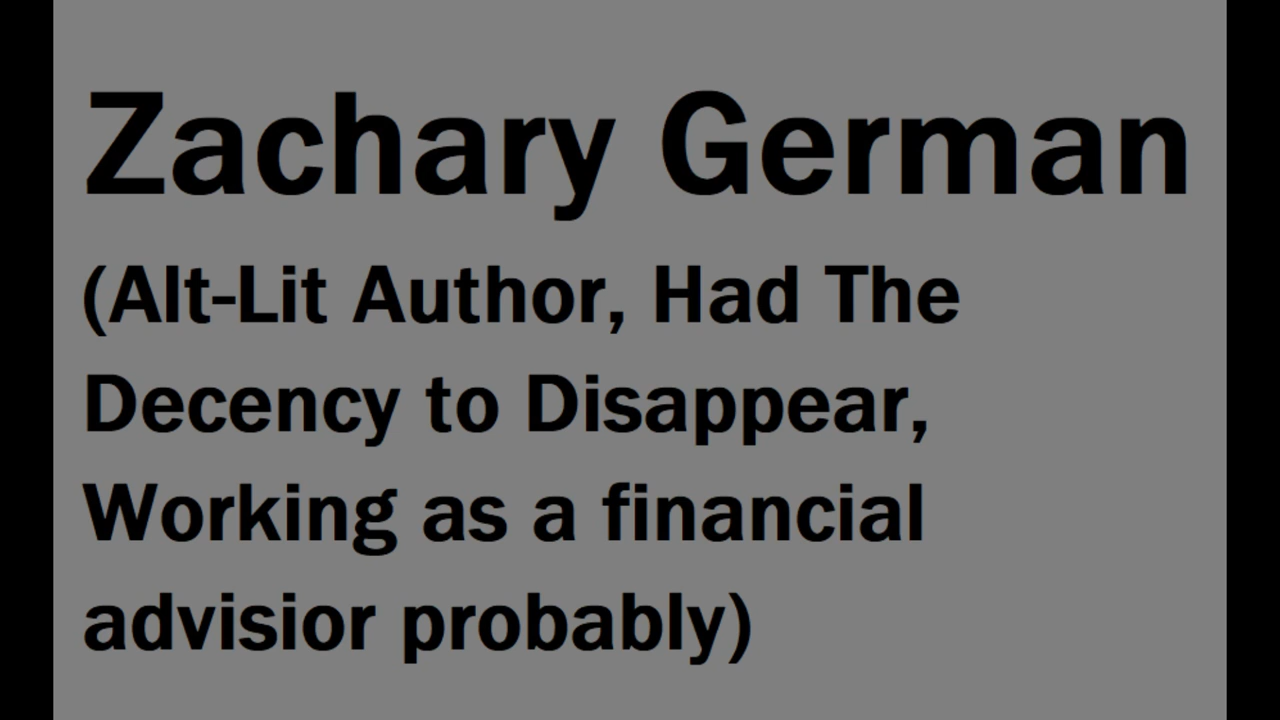 Zachary German
(Alt-Lit Author, Had The
Decency to Disappear,
Working as a financial
advisior probably)